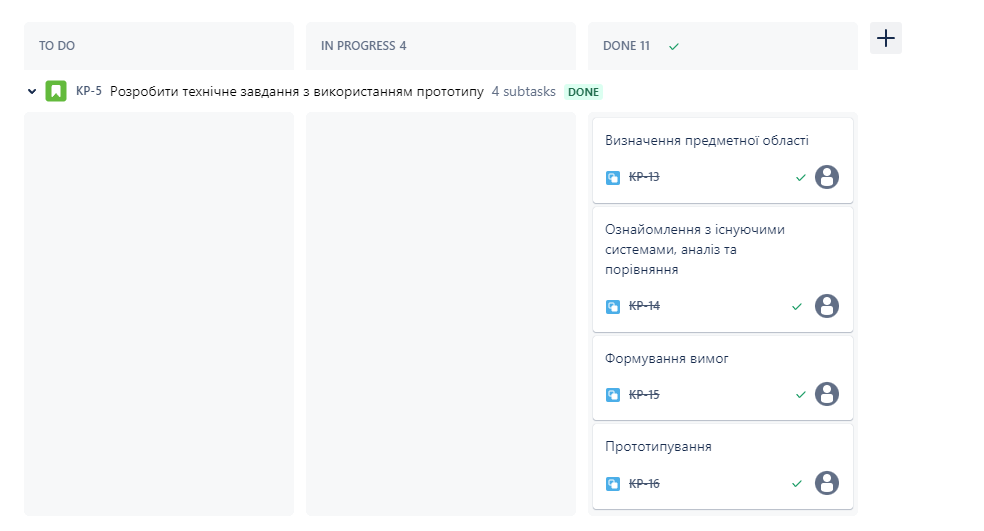 TO DO
IN PROGRESS 4
DONE 11
KP-5 Розробити технічне завдання з використанням прототипу 4 subtasks DONE
Визначення предметної області
KP-13
Ознайомлення з існуючими
системами, аналіз та
порівняння
KP-14
Формування вимог
KP-15
Прототипування
KP-16